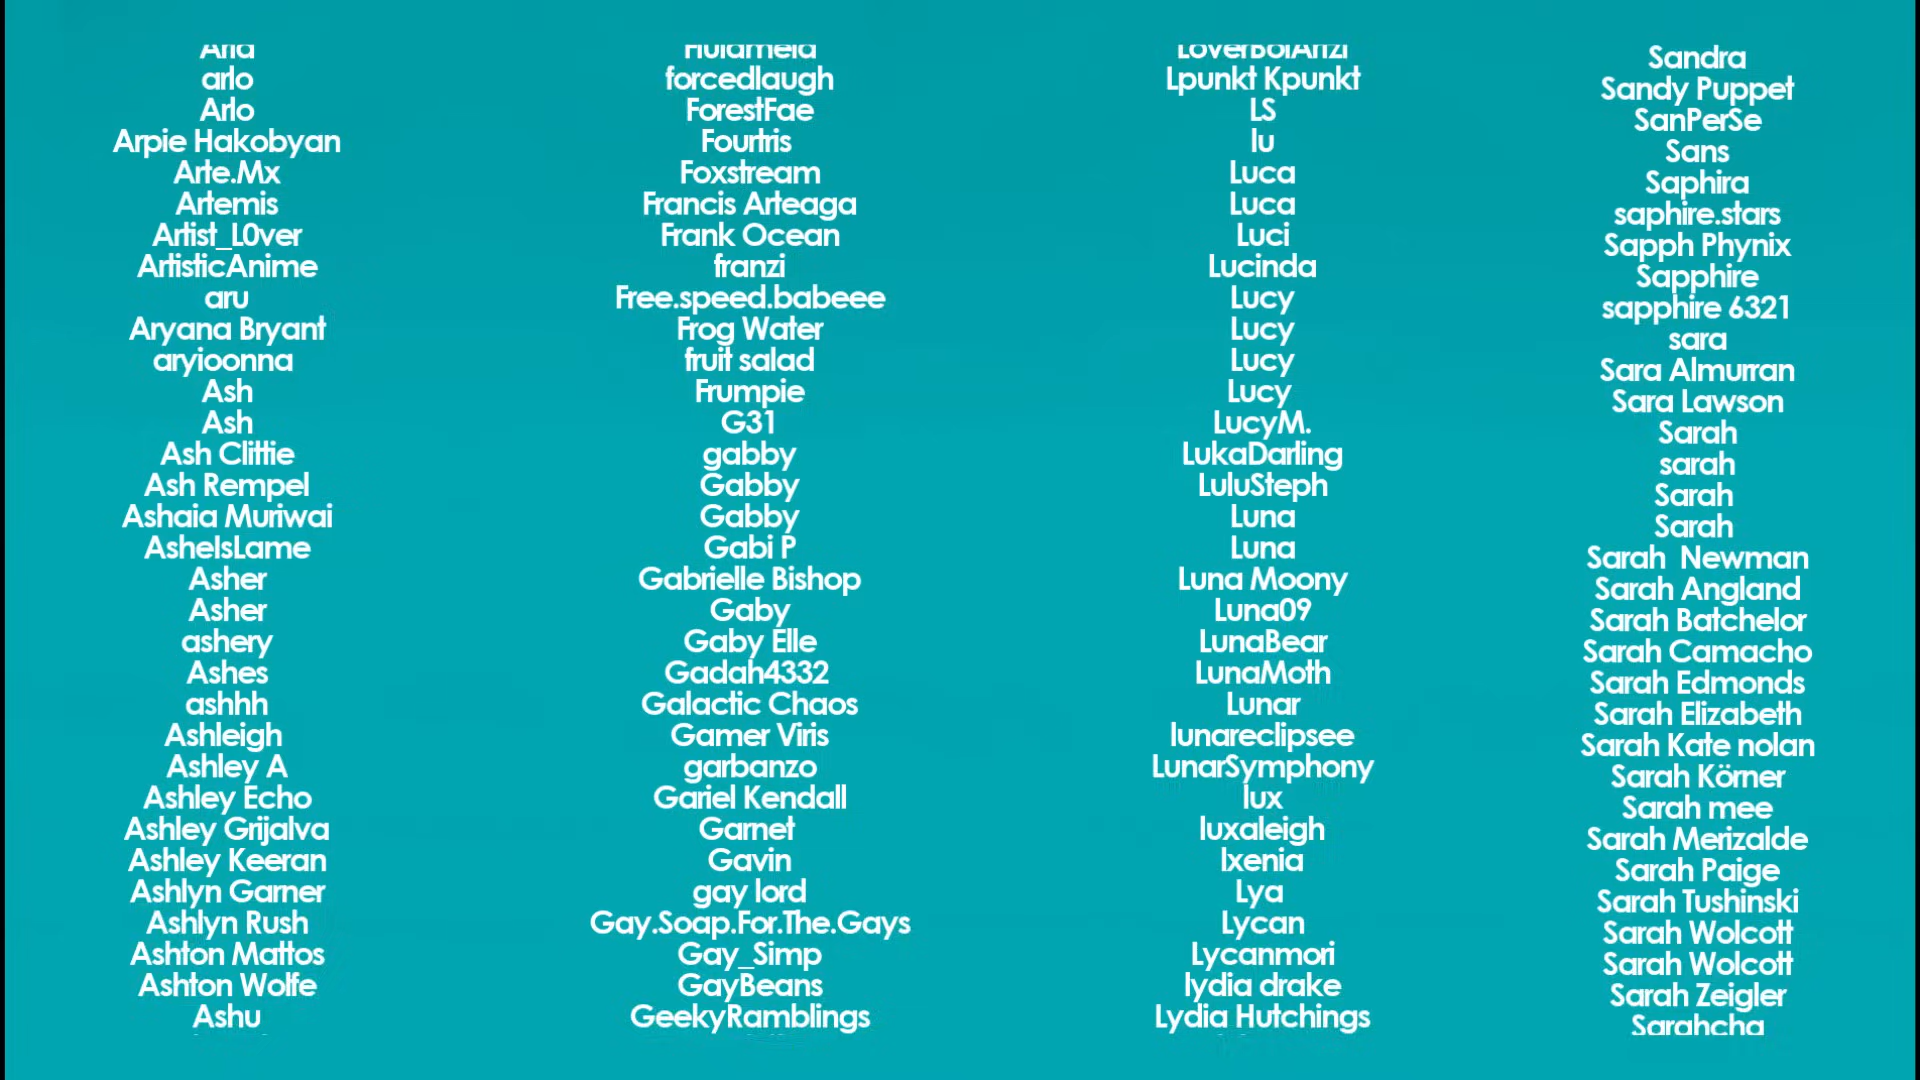 arlo
Arlo
Arpie Hakobyan
Arte.Mx
Artemis
Artist_L0ver
ArtisticAnime
aru
Aryana Bryant
aryioonna
Ash
Ash
Ash Clittie
Ash Rempel
Ashaia Muriwai
AsheIsLame
Asher
Asher
ashery
Ashes
ashhh
Ashleigh
Ashley A
Ashley Echo
Ashley Grijalva
Ashley Keeran
Ashlyn Garner
Ashlyn Rush
Ashton Mattos
Ashton Wolfe
Ashu
forcedlaugh
ForestFae
Fourtris
Foxstream
Francis Arteaga
Frank Ocean
franzi
Free.speed.babeee
Frog Water
fruit salad
Frumpie
G31
gabby
Gabby
Gabby
Gabi P
Gabrielle Bishop
Gaby
Gaby Elle
Gadah4332
Galactic Chaos
Gamer Viris
garbanzo
Gariel Kendall
Garnet
Gavin
gay lord
Gay.Soap.For.The.Gays
Gay_Simp
GayBeans
GeekyRamblings
Lpunkt Kpunkt
LS
lu
Luca
Luca
Luci
Lucinda
Lucy
Lucy
Lucy
Lucy
LucyM.
LukaDarling
LuluSteph
Luna
Luna
Luna Moony
Luna09
LunaBear
LunaMoth
Lunar
lunareclipsee
LunarSymphony
lux
luxaleigh
lxenia
Lya
Lycan
Lycanmori
lydia drake
Lydia Hutchings
Sandra
Sandy Puppet
SanPerSe
Sans
Saphira
saphire.stars
Sapph Phynix
Sapphire
sapphire 6321
sara
Sara Almurran
Sara Lawson
Sarah
sarah
Sarah
Sarah
Sarah  Newman
Sarah Angland
Sarah Batchelor
Sarah Camacho
Sarah Edmonds
Sarah Elizabeth
Sarah Kate nolan
Sarah Körner
Sarah mee
Sarah Merizalde
Sarah Paige
Sarah Tushinski
Sarah Wolcott
Sarah Wolcott
Sarah Zeigler
Sarahcha